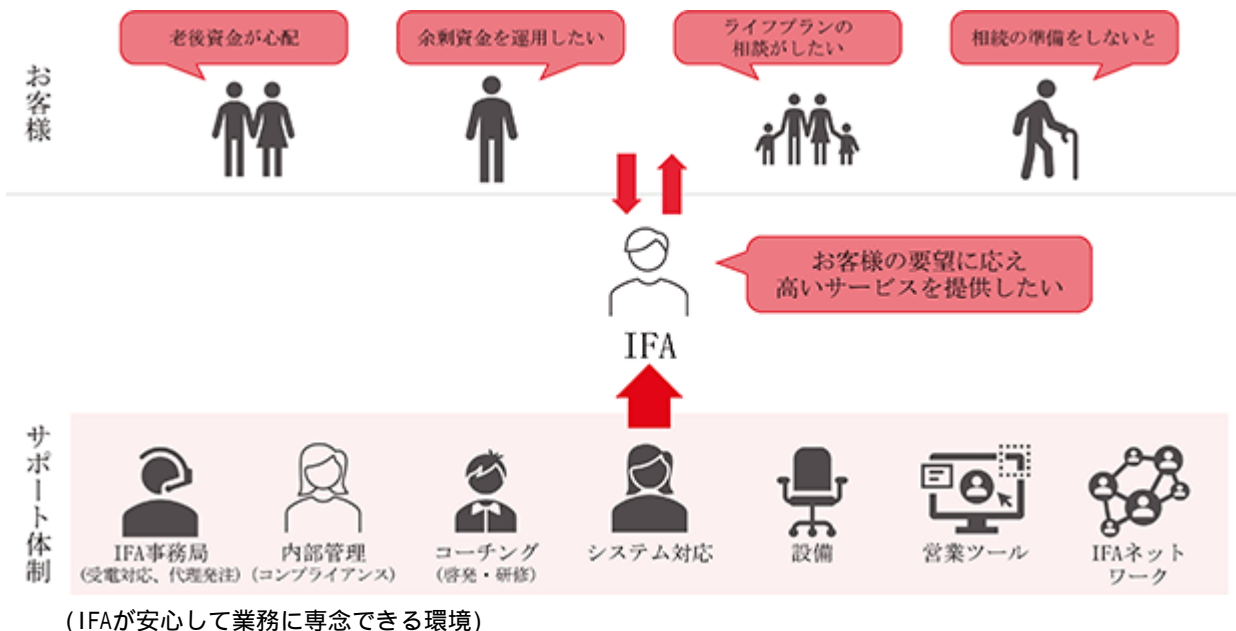 お客様
老後資金が心配
余剰資金を運用したい
ライフプランの
相談がしたい
相続の準備をしないと
お客様の要望に応え
高いサービスを提供したい
IFA
サポート体制
IFA事務局
(受電対応、代理発注)
内部管理
(コンプライアンス)
コーチング
(啓発・研修)
システム対応
設備
営業ツール
IFAネット
ワーク
(IFAが安心して業務に専念できる環境)